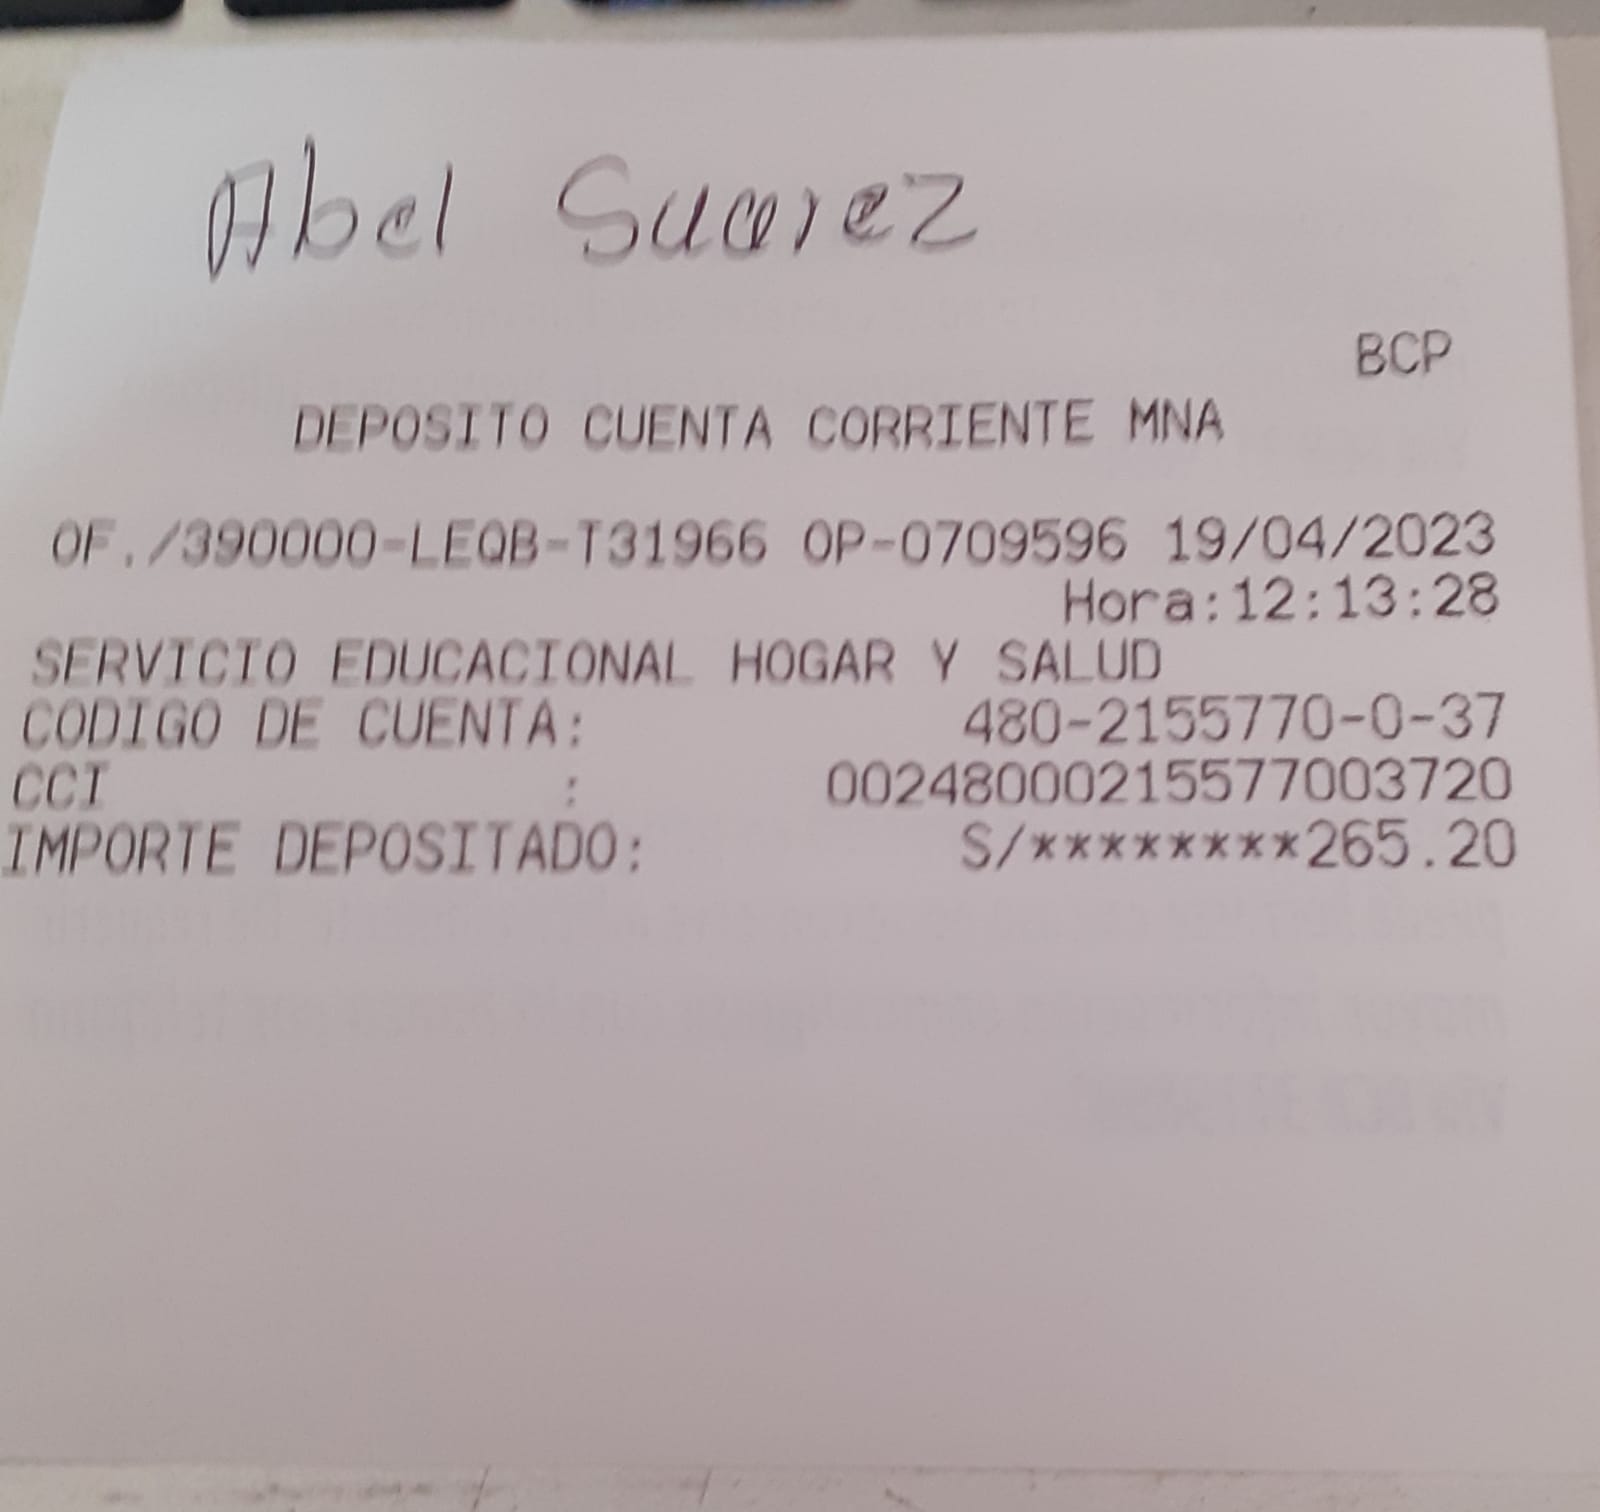 Abel Suarez
BCP
DEPOSITO CUENTA CORRIENTE MNA
OF./390000-LEQB-T31966 OP-0709596 19/04/2023
Hora:12:13:28
SERVICIO EDUCACIONAL HOGAR Y SALUD
CODIGO DE CUENTA: 480-2155770-0-37
CCI : 00248000215577003720
IMPORTE DEPOSITADO: S/********265.20